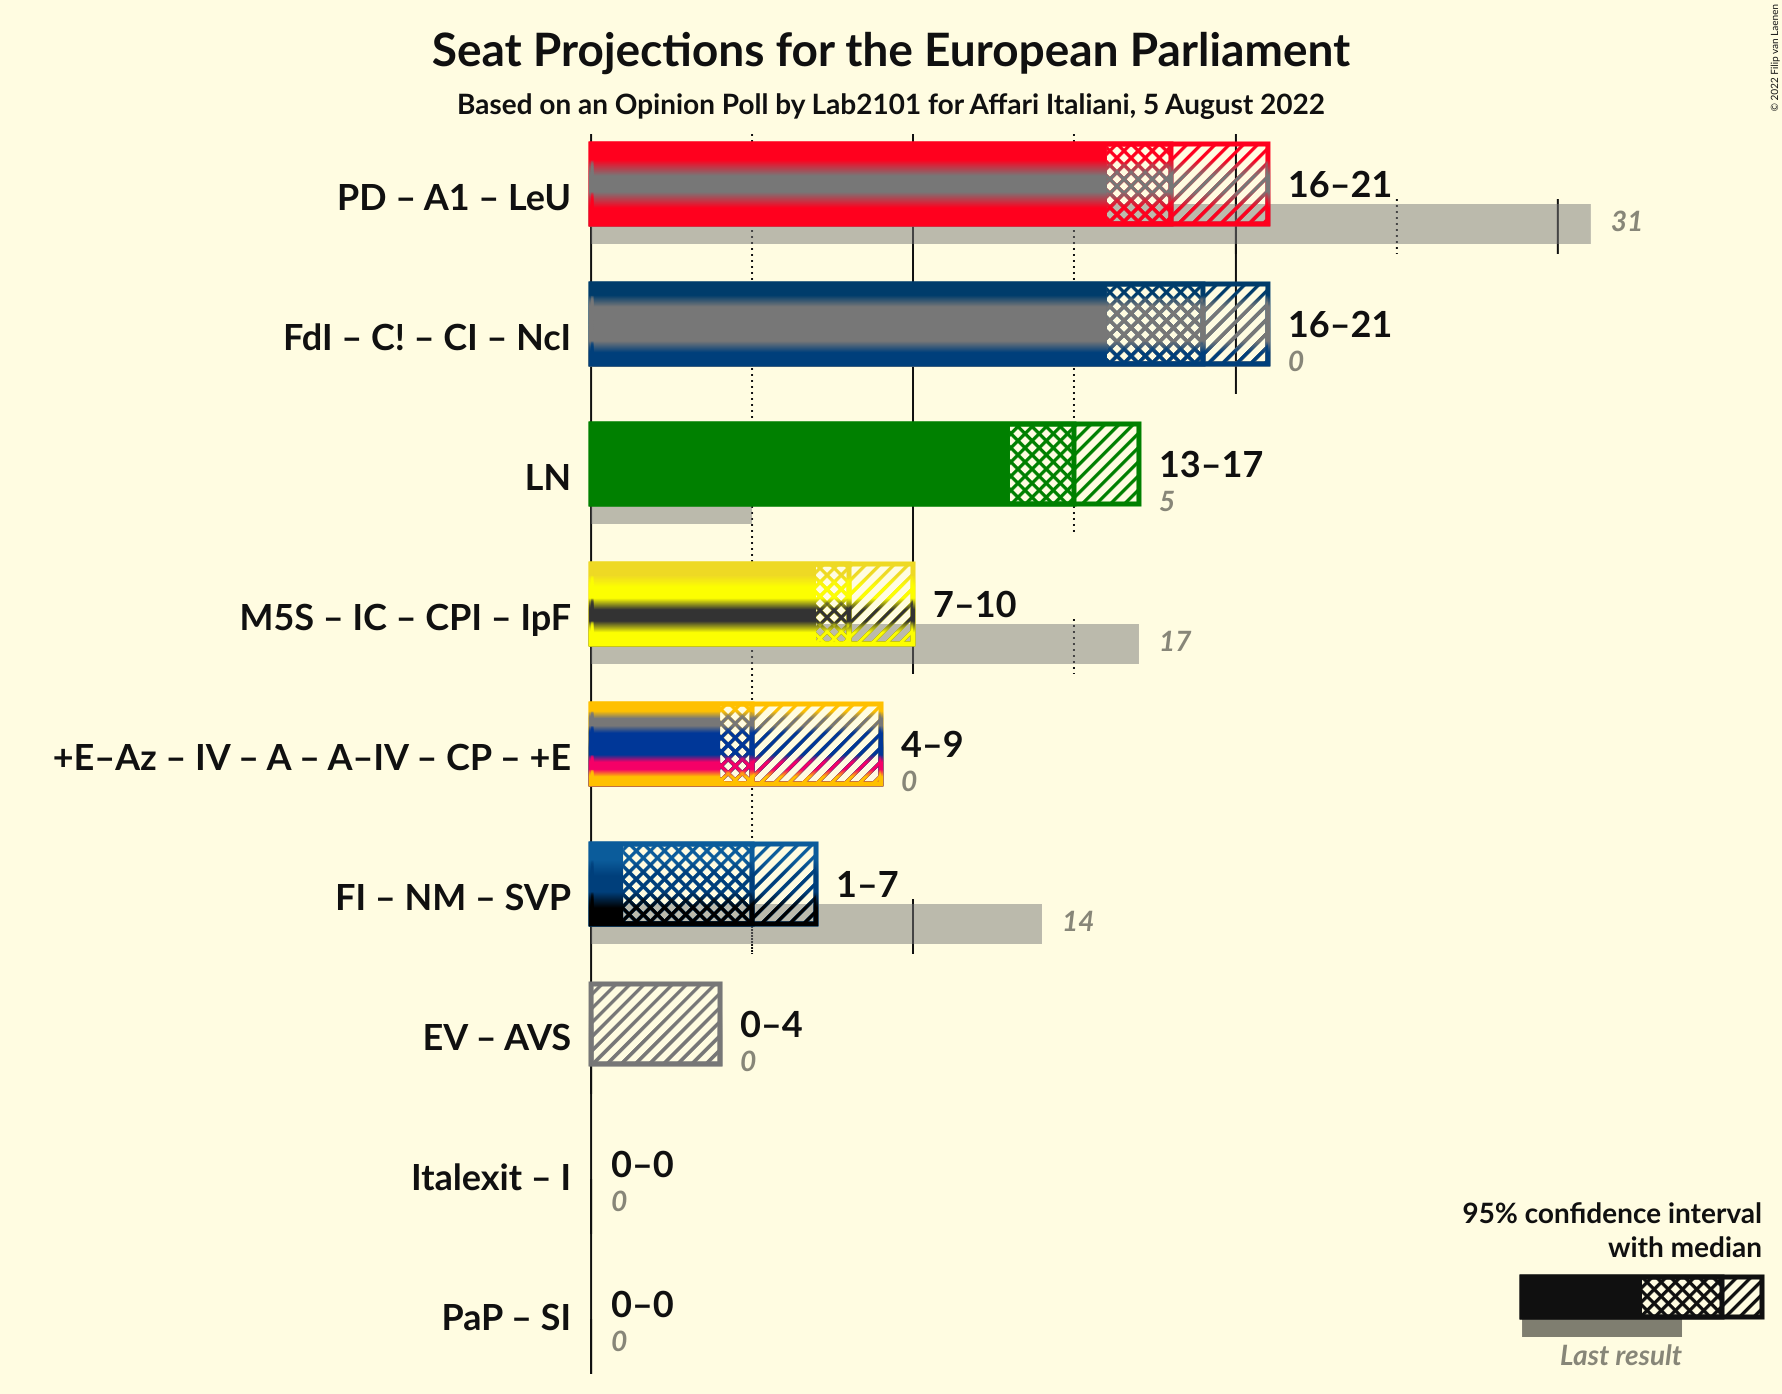 Seat Projections for the European Parliament
Based on an Opinion Poll by Lab2101 for Affari Italiani, 5 August 2022
© 2022 Filip van Laenen
PD – A1 – LeU
16–21
31
FdI – C! – CI – NcI
16–21
0
LN
13–17
5
M5S – IC – CPI – IpF
7–10
17
+E–Az – IV – A – A–IV – CP – +E
4–9
0
FI – NM – SVP
1–7
14
EV – AVS
0–4
0
Italexit – I
0–0
0
PaP – SI
0–0
0
95% confidence interval
with median
Last result